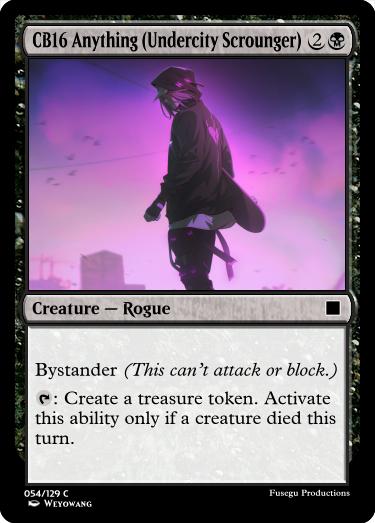 CB16 Anything (Undercity Scrounger) 2
Creature — Rogue
Bystander (This can't attack or block.)
: Create a treasure token. Activate
this ability only if a creature died this
turn.
054/129 C
Weyowang
Fusegu Productions